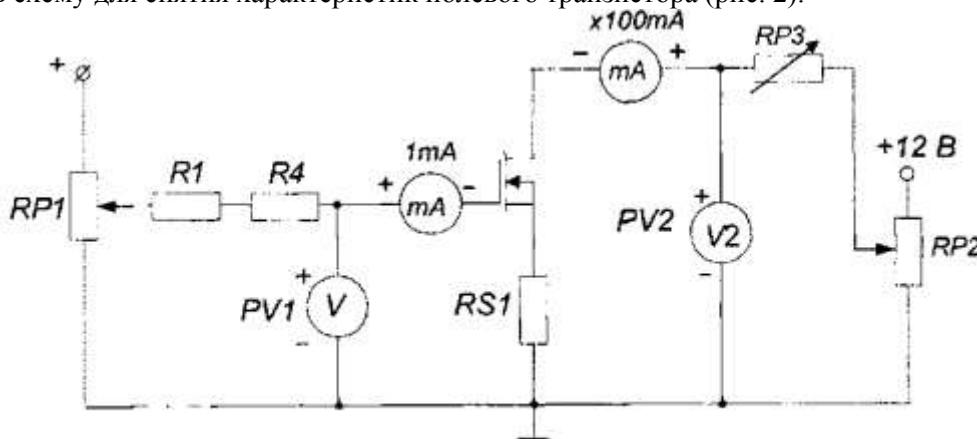 схему для снятия характеристик полевого транзистора (рис. 2).
x100mA
- mA +
RP3
+
1mA
+12 В
R1
R4
RP1
+ mA -
PV2
+ V2 -
RP2
PV1
+ V -
RS1